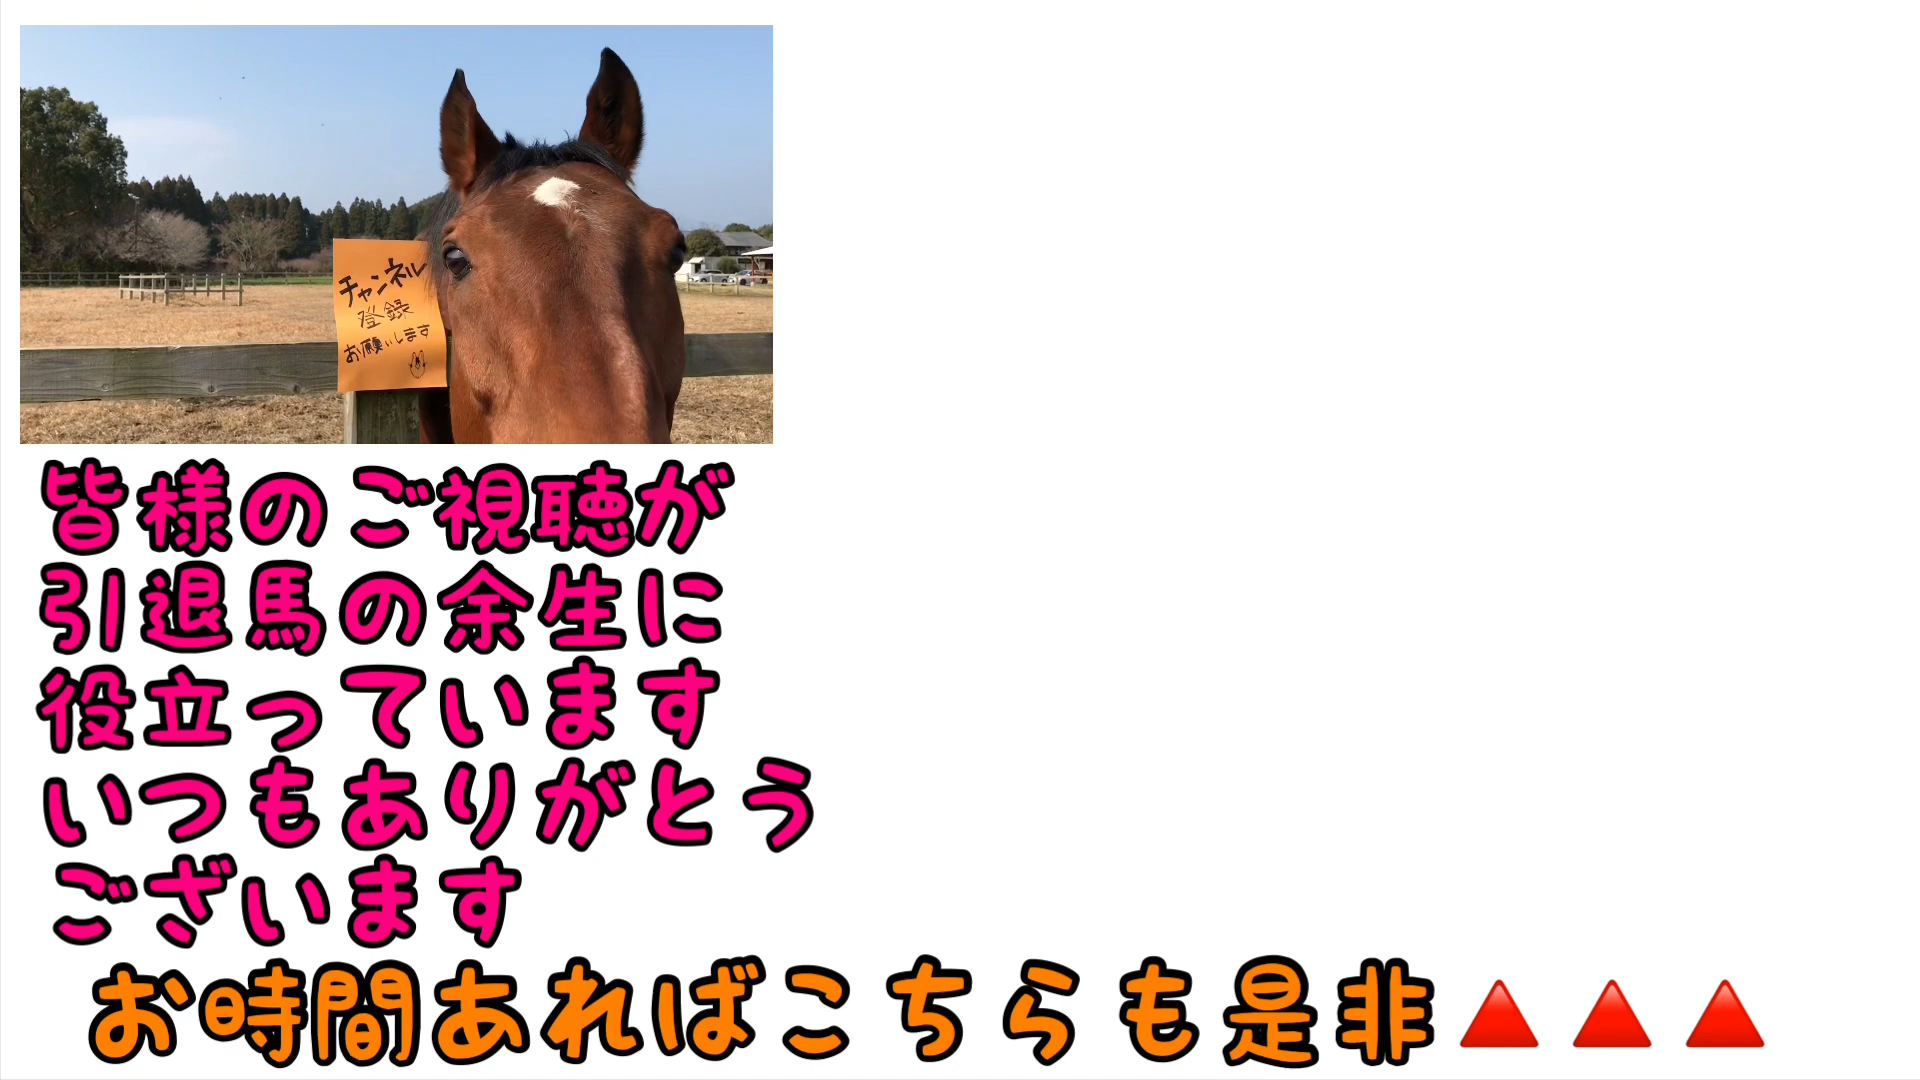 チャンネル
登録
お願いします
皆様のご視聴が
引退馬の余生に
役立っています
いつもありがとう
ございます
お時間あればこちらも是非🔺🔺🔺